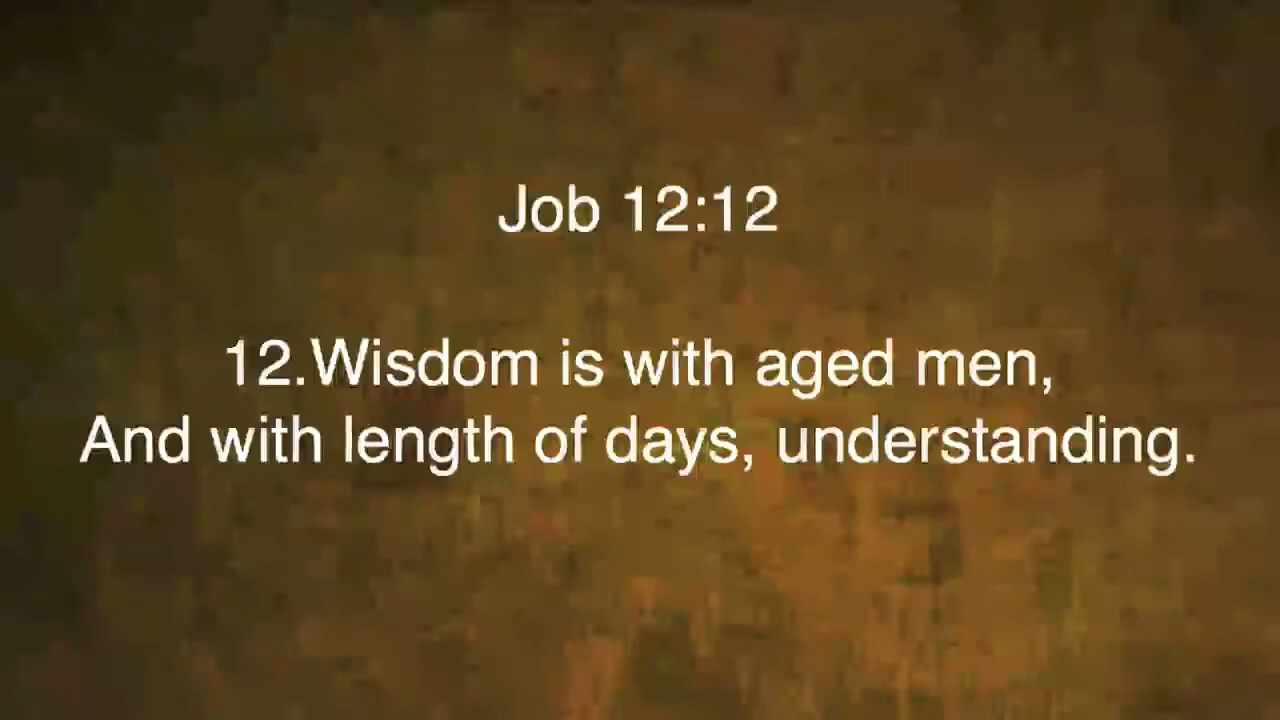 Job 12:12
12.Wisdom is with aged men,
And with length of days, understanding.